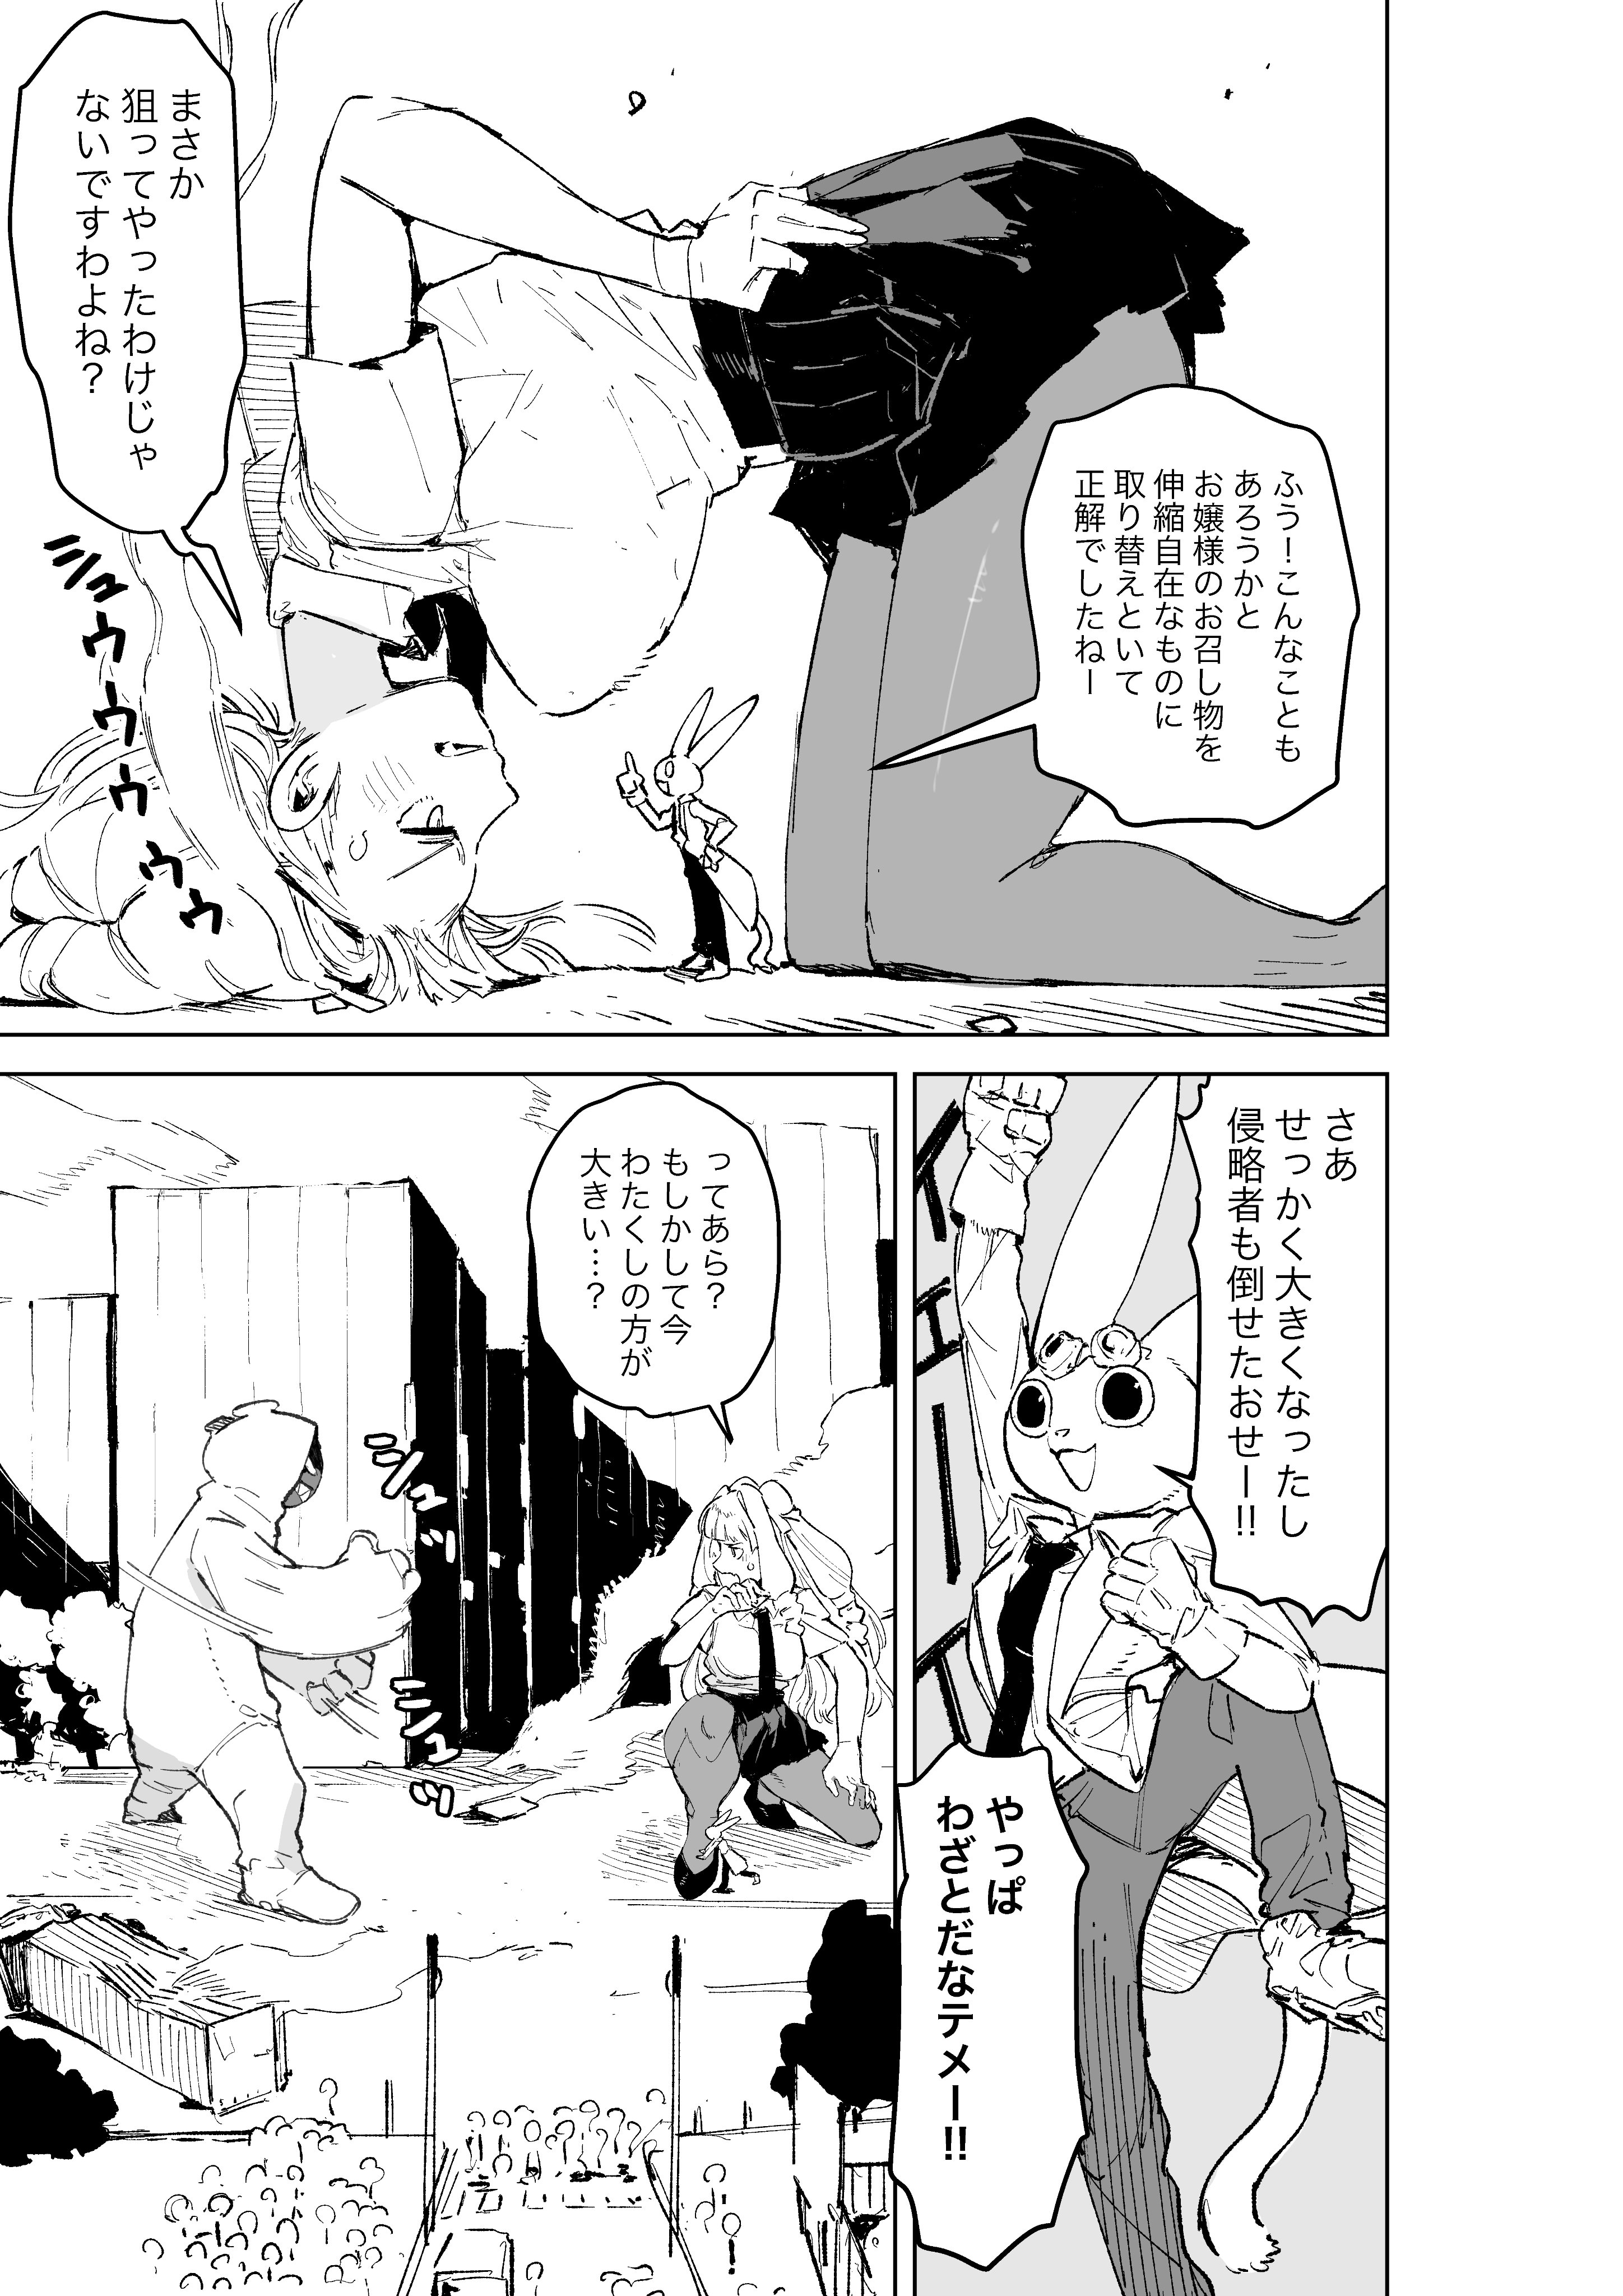 ふう！こんなことも
あろうかと
お嬢様のお召し物を
伸縮自在なものに
取り替えといて
正解でしたねー
まさか
狙ってやったわけじゃ
ないですわよね？
シュゥゥゥゥゥ
さあ
せっかく大きくなったし
侵略者も倒せたおせー!!
やっぱ
わざとだなテメー!!
ってあら？
もしかして今
わたくしの方が
大きい…？
シュッ
シュッ